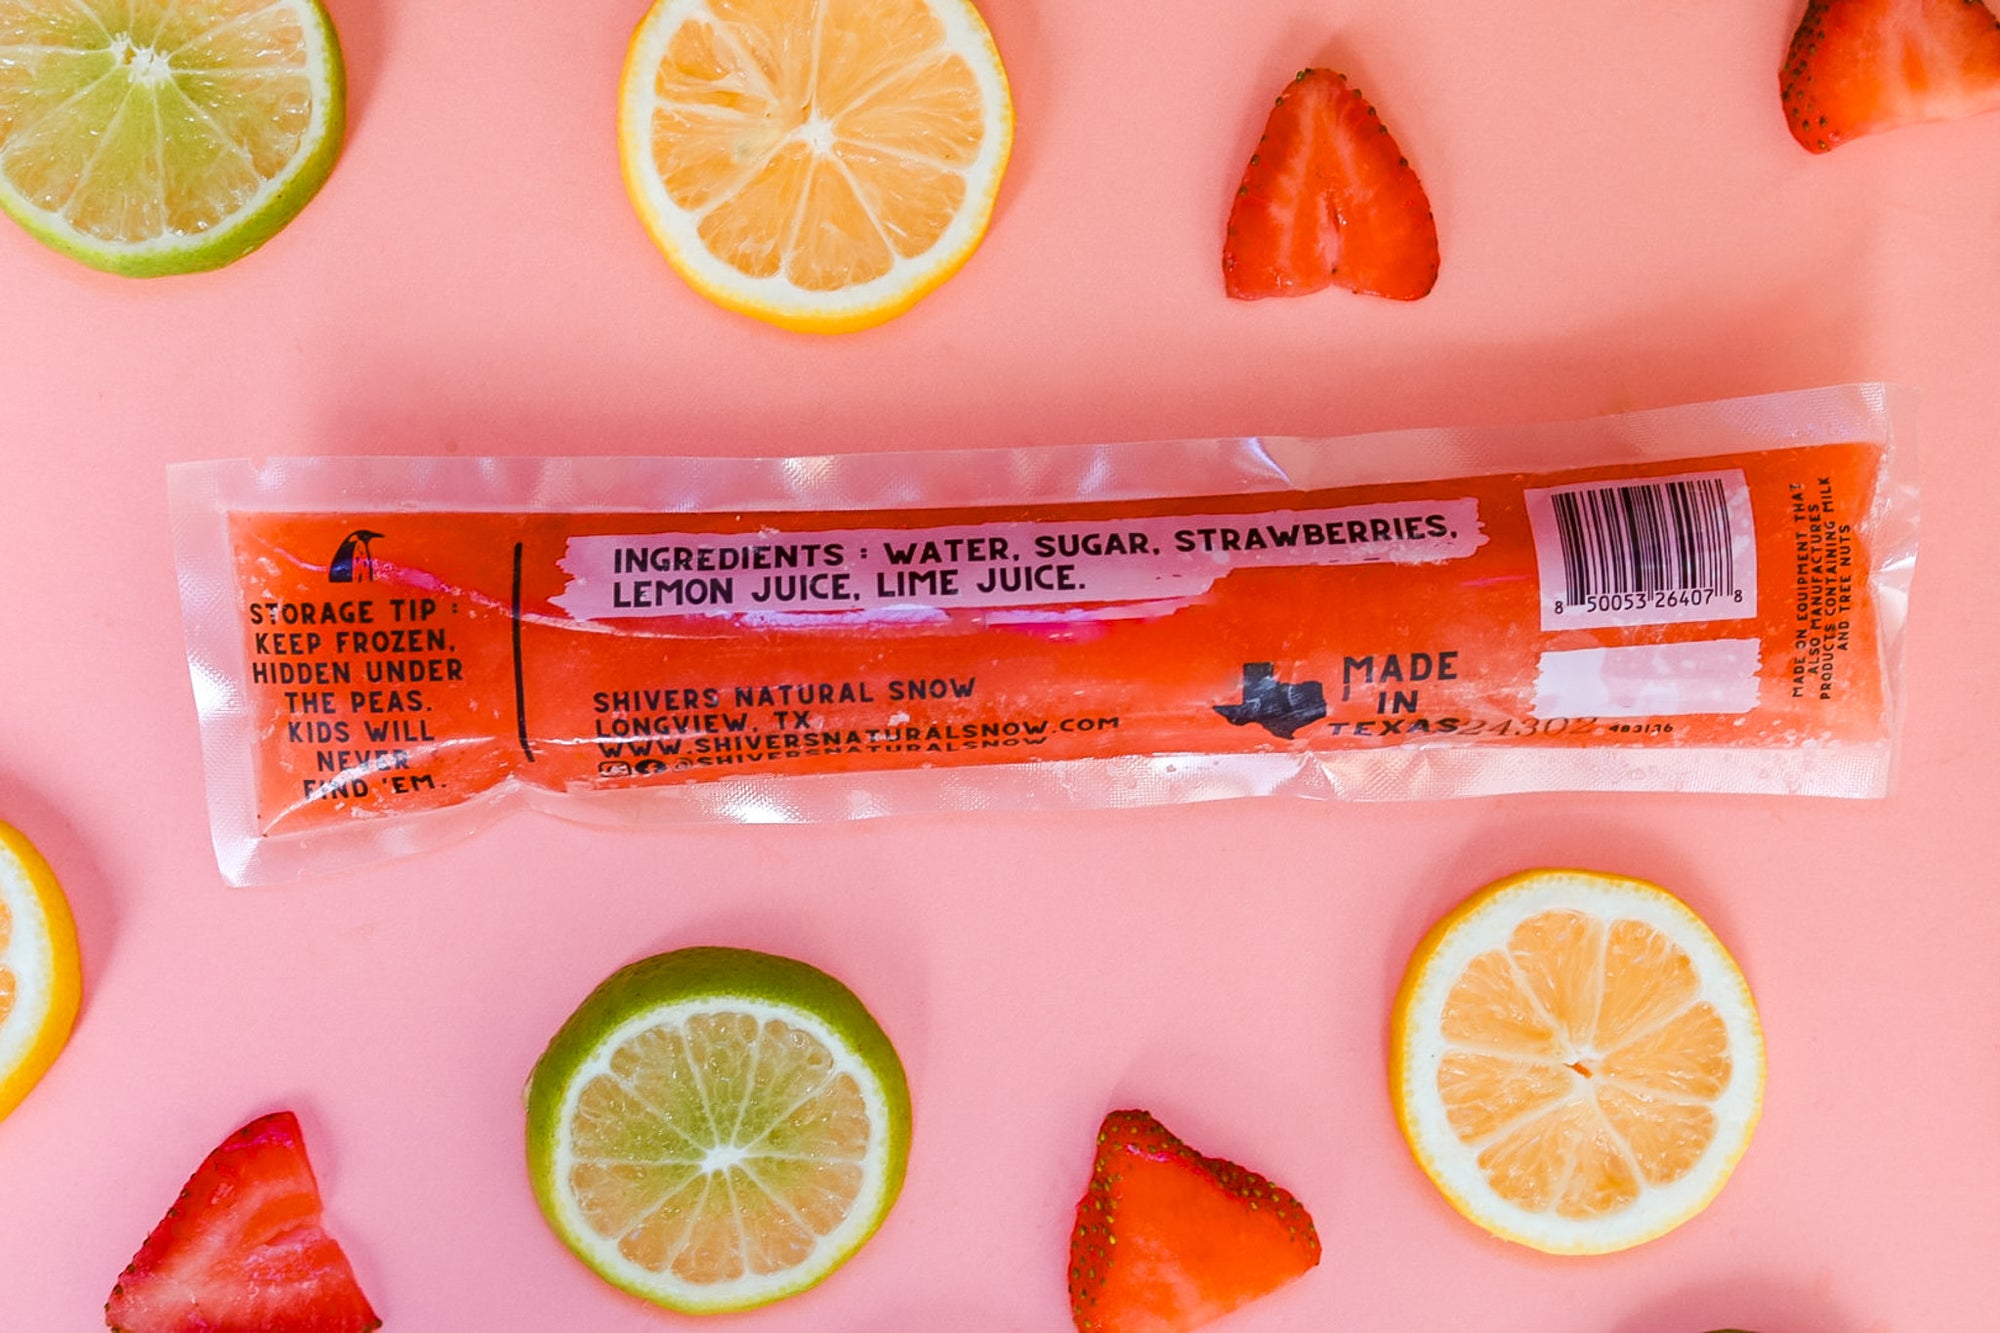 STORAGE TIP :
KEEP FROZEN,
HIDDEN UNDER
THE PEAS.
KIDS WILL
NEVER
FIND 'EM.
INGREDIENTS : WATER, SUGAR, STRAWBERRIES,
LEMON JUICE, LIME JUICE.
SHIVERS NATURAL SNOW
LONGVIEW, TX
WWW.SHIVERSNATURALSNOW.COM
@SHIVERSNATURALSNOW
MADE
IN
TEXAS
24302 483136
8 50053 26407 8
MADE ON EQUIPMENT THAT
ALSO MANUFACTURES
PRODUCTS CONTAINING MILK
AND TREE NUTS